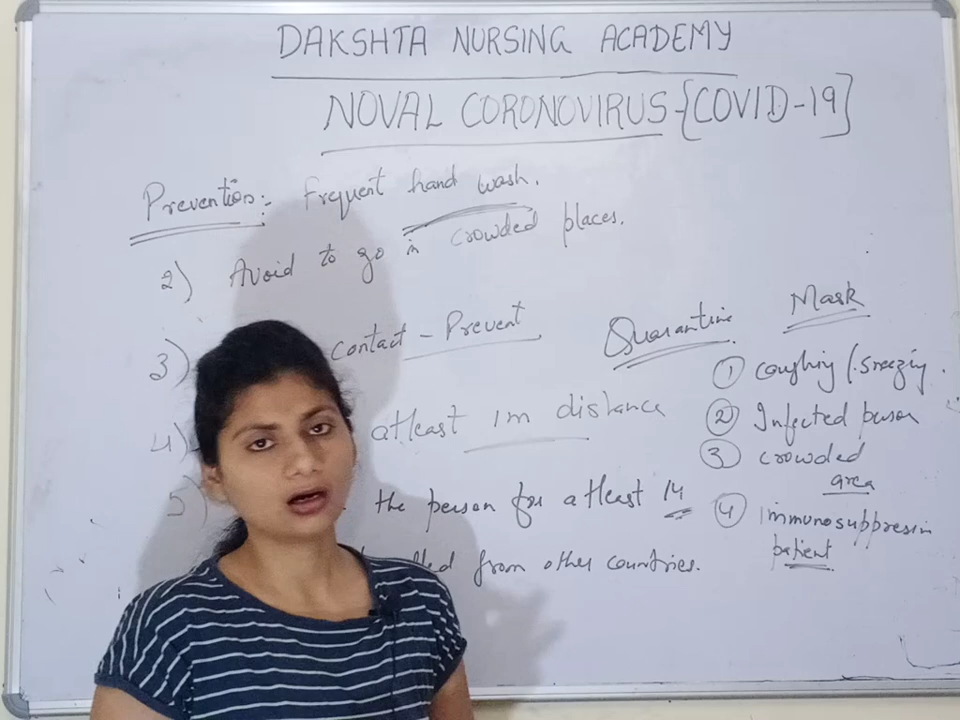 DAKSHTA NURSING ACADEMY
NOVAL CORONOVIRUS-{COVID-19]
Prevention:- Frequent hand wash.
2) Avoid to go in crowded places.
3) contact - Prevent
4) atleast 1m distance
5) the person for atleast 14
from other countries.
Quarantine
Mask
① coughing /.sneezing.
② Infected person
③ crowded
area
④ immunosuppression
patient